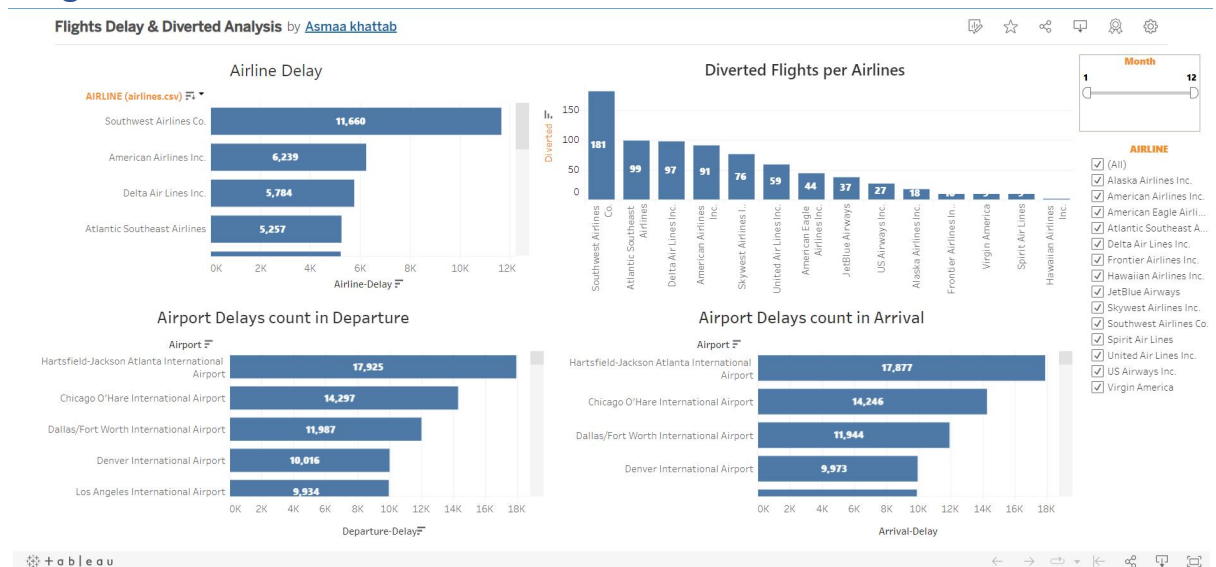 Flights Delay & Diverted Analysis by Asmaa khattab
Airline Delay
AIRLINE (airlines.csv)
Southwest Airlines Co.
11,660
American Airlines Inc.
6,239
Delta Air Lines Inc.
5,784
Atlantic Southeast Airlines
5,257
0K 2K 4K 6K 8K 10K 12K
Airline-Delay
Diverted Flights per Airlines
Diverted
150
100
50
0
181
99
97
91
76
59
44
37
27
18
Southwest Airlines
Co.
Atlantic Southeast
Airlines
Delta Air Lines Inc.
American Airlines
Inc.
Skywest Airlines I..
United Air Lines Inc.
American Eagle
Airlines Inc.
JetBlue Airways
US Airways Inc.
Alaska Airlines Inc.
Frontier Airlines In..
Virgin America
Spirit Air Lines
Hawaiian Airlines
Inc.
Month
1 12
AIRLINE
(All)
Alaska Airlines Inc.
American Airlines Inc.
American Eagle Airli...
Atlantic Southeast A...
Delta Air Lines Inc.
Frontier Airlines Inc.
Hawaiian Airlines Inc.
JetBlue Airways
Skywest Airlines Inc.
Southwest Airlines Co.
Spirit Air Lines
United Air Lines Inc.
US Airways Inc.
Virgin America
Airport Delays count in Departure
Airport
Hartsfield-Jackson Atlanta International
Airport
17,925
Chicago O'Hare International Airport
14,297
Dallas/Fort Worth International Airport
11,987
Denver International Airport
10,016
Los Angeles International Airport
9,934
0K 2K 4K 6K 8K 10K 12K 14K 16K 18K
Departure-Delay
Airport Delays count in Arrival
Airport
Hartsfield-Jackson Atlanta International
Airport
17,877
Chicago O'Hare International Airport
14,246
Dallas/Fort Worth International Airport
11,944
Denver International Airport
9,973
0K 2K 4K 6K 8K 10K 12K 14K 16K 18K
Arrival-Delay
+ableau